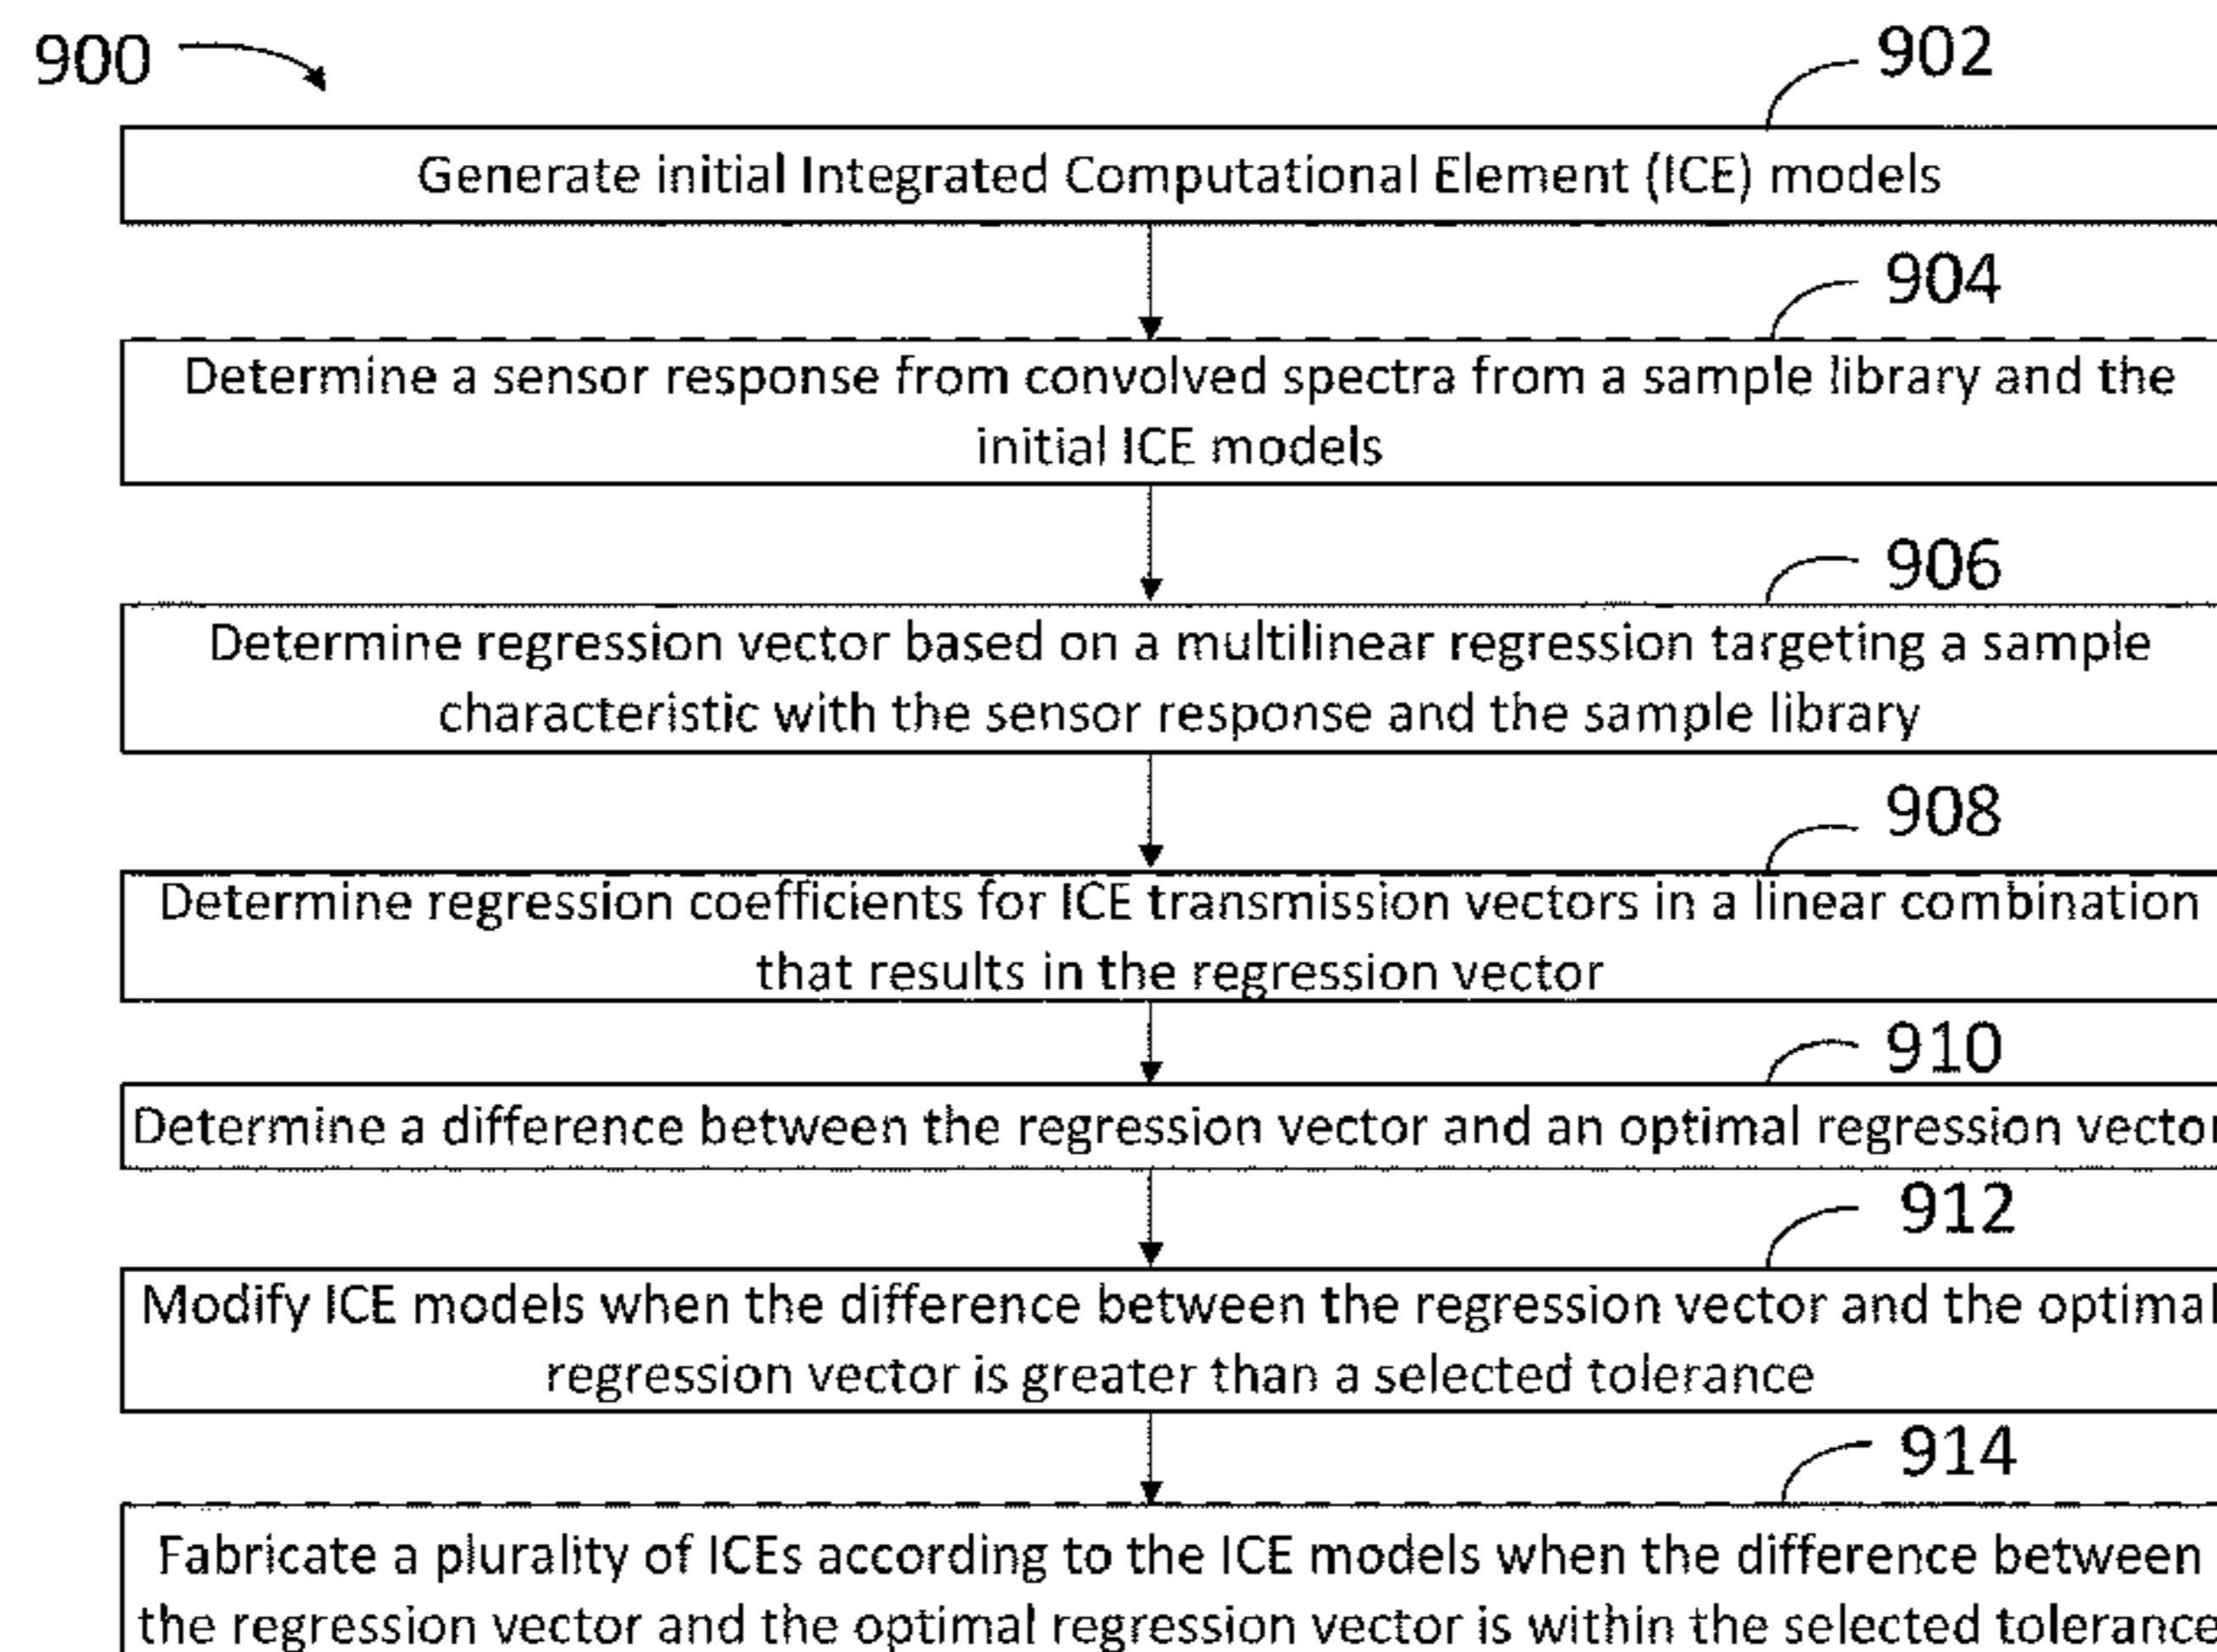 900
902
Generate initial Integrated Computational Element (ICE) models
904
Determine a sensor response from convolved spectra from a sample library and the
initial ICE models
906
Determine regression vector based on a multilinear regression targeting a sample
characteristic with the sensor response and the sample library
908
Determine regression coefficients for ICE transmission vectors in a linear combination
that results in the regression vector
910
Determine a difference between the regression vector and an optimal regression vector
912
Modify ICE models when the difference between the regression vector and the optimal
regression vector is greater than a selected tolerance
914
Fabricate a plurality of ICEs according to the ICE models when the difference between
the regression vector and the optimal regression vector is within the selected tolerance